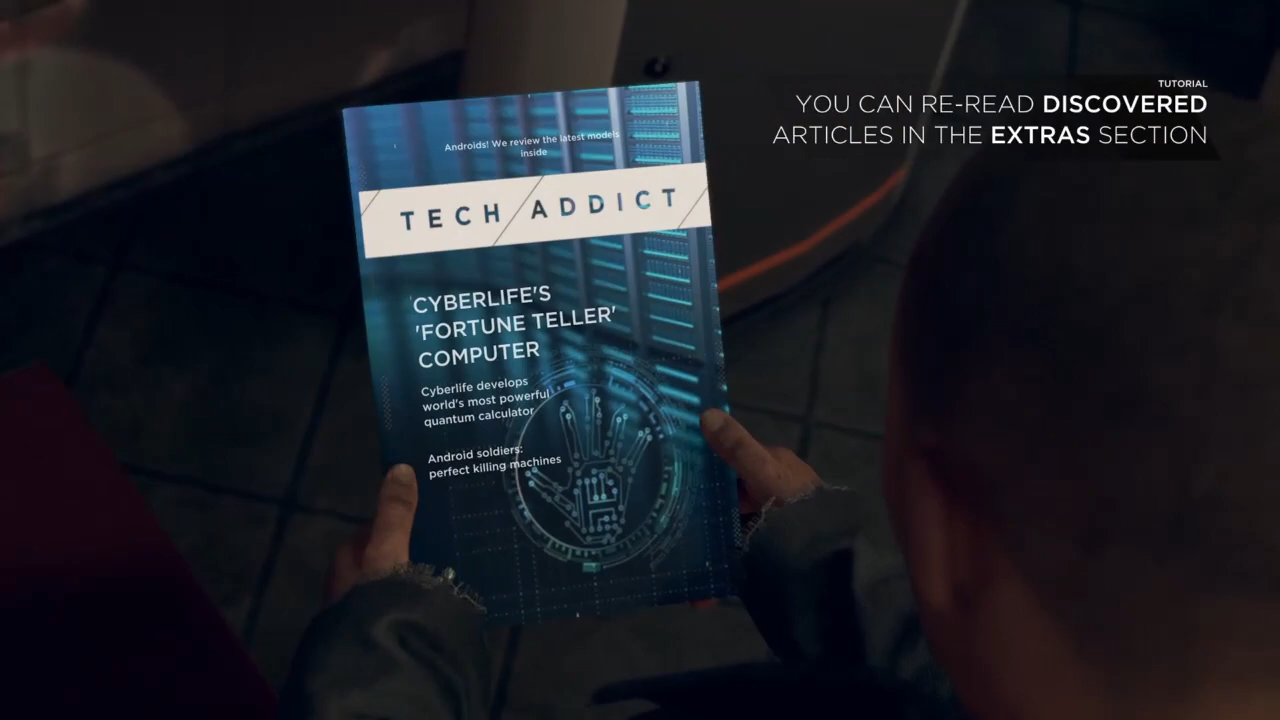 TUTORIAL
YOU CAN RE-READ DISCOVERED
ARTICLES IN THE EXTRAS SECTION
Androids! We review the latest models
inside
TECH ADDICT
CYBERLIFE'S
'FORTUNE TELLER'
COMPUTER
Cyberlife develops
world's most powerful
quantum calculator
Android soldiers:
perfect killing machines